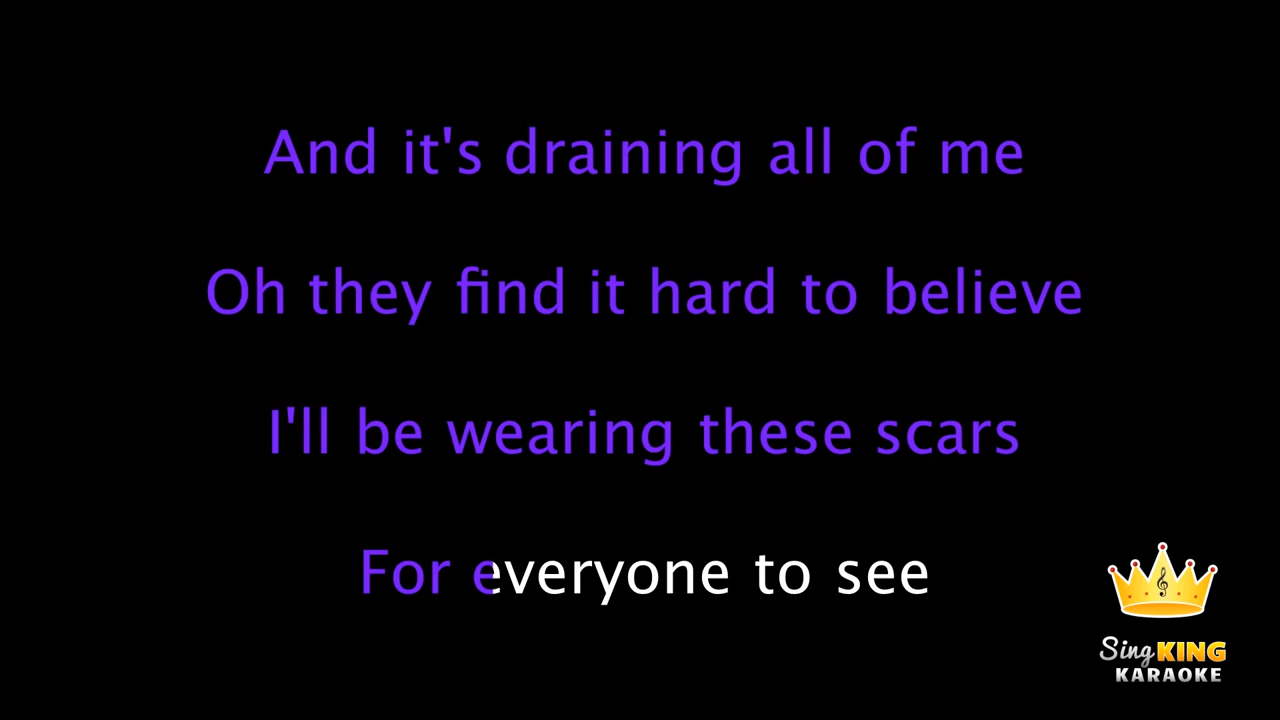 And it's draining all of me
Oh they find it hard to believe
I'll be wearing these scars
For everyone to see
Sing KING
KARAOKE